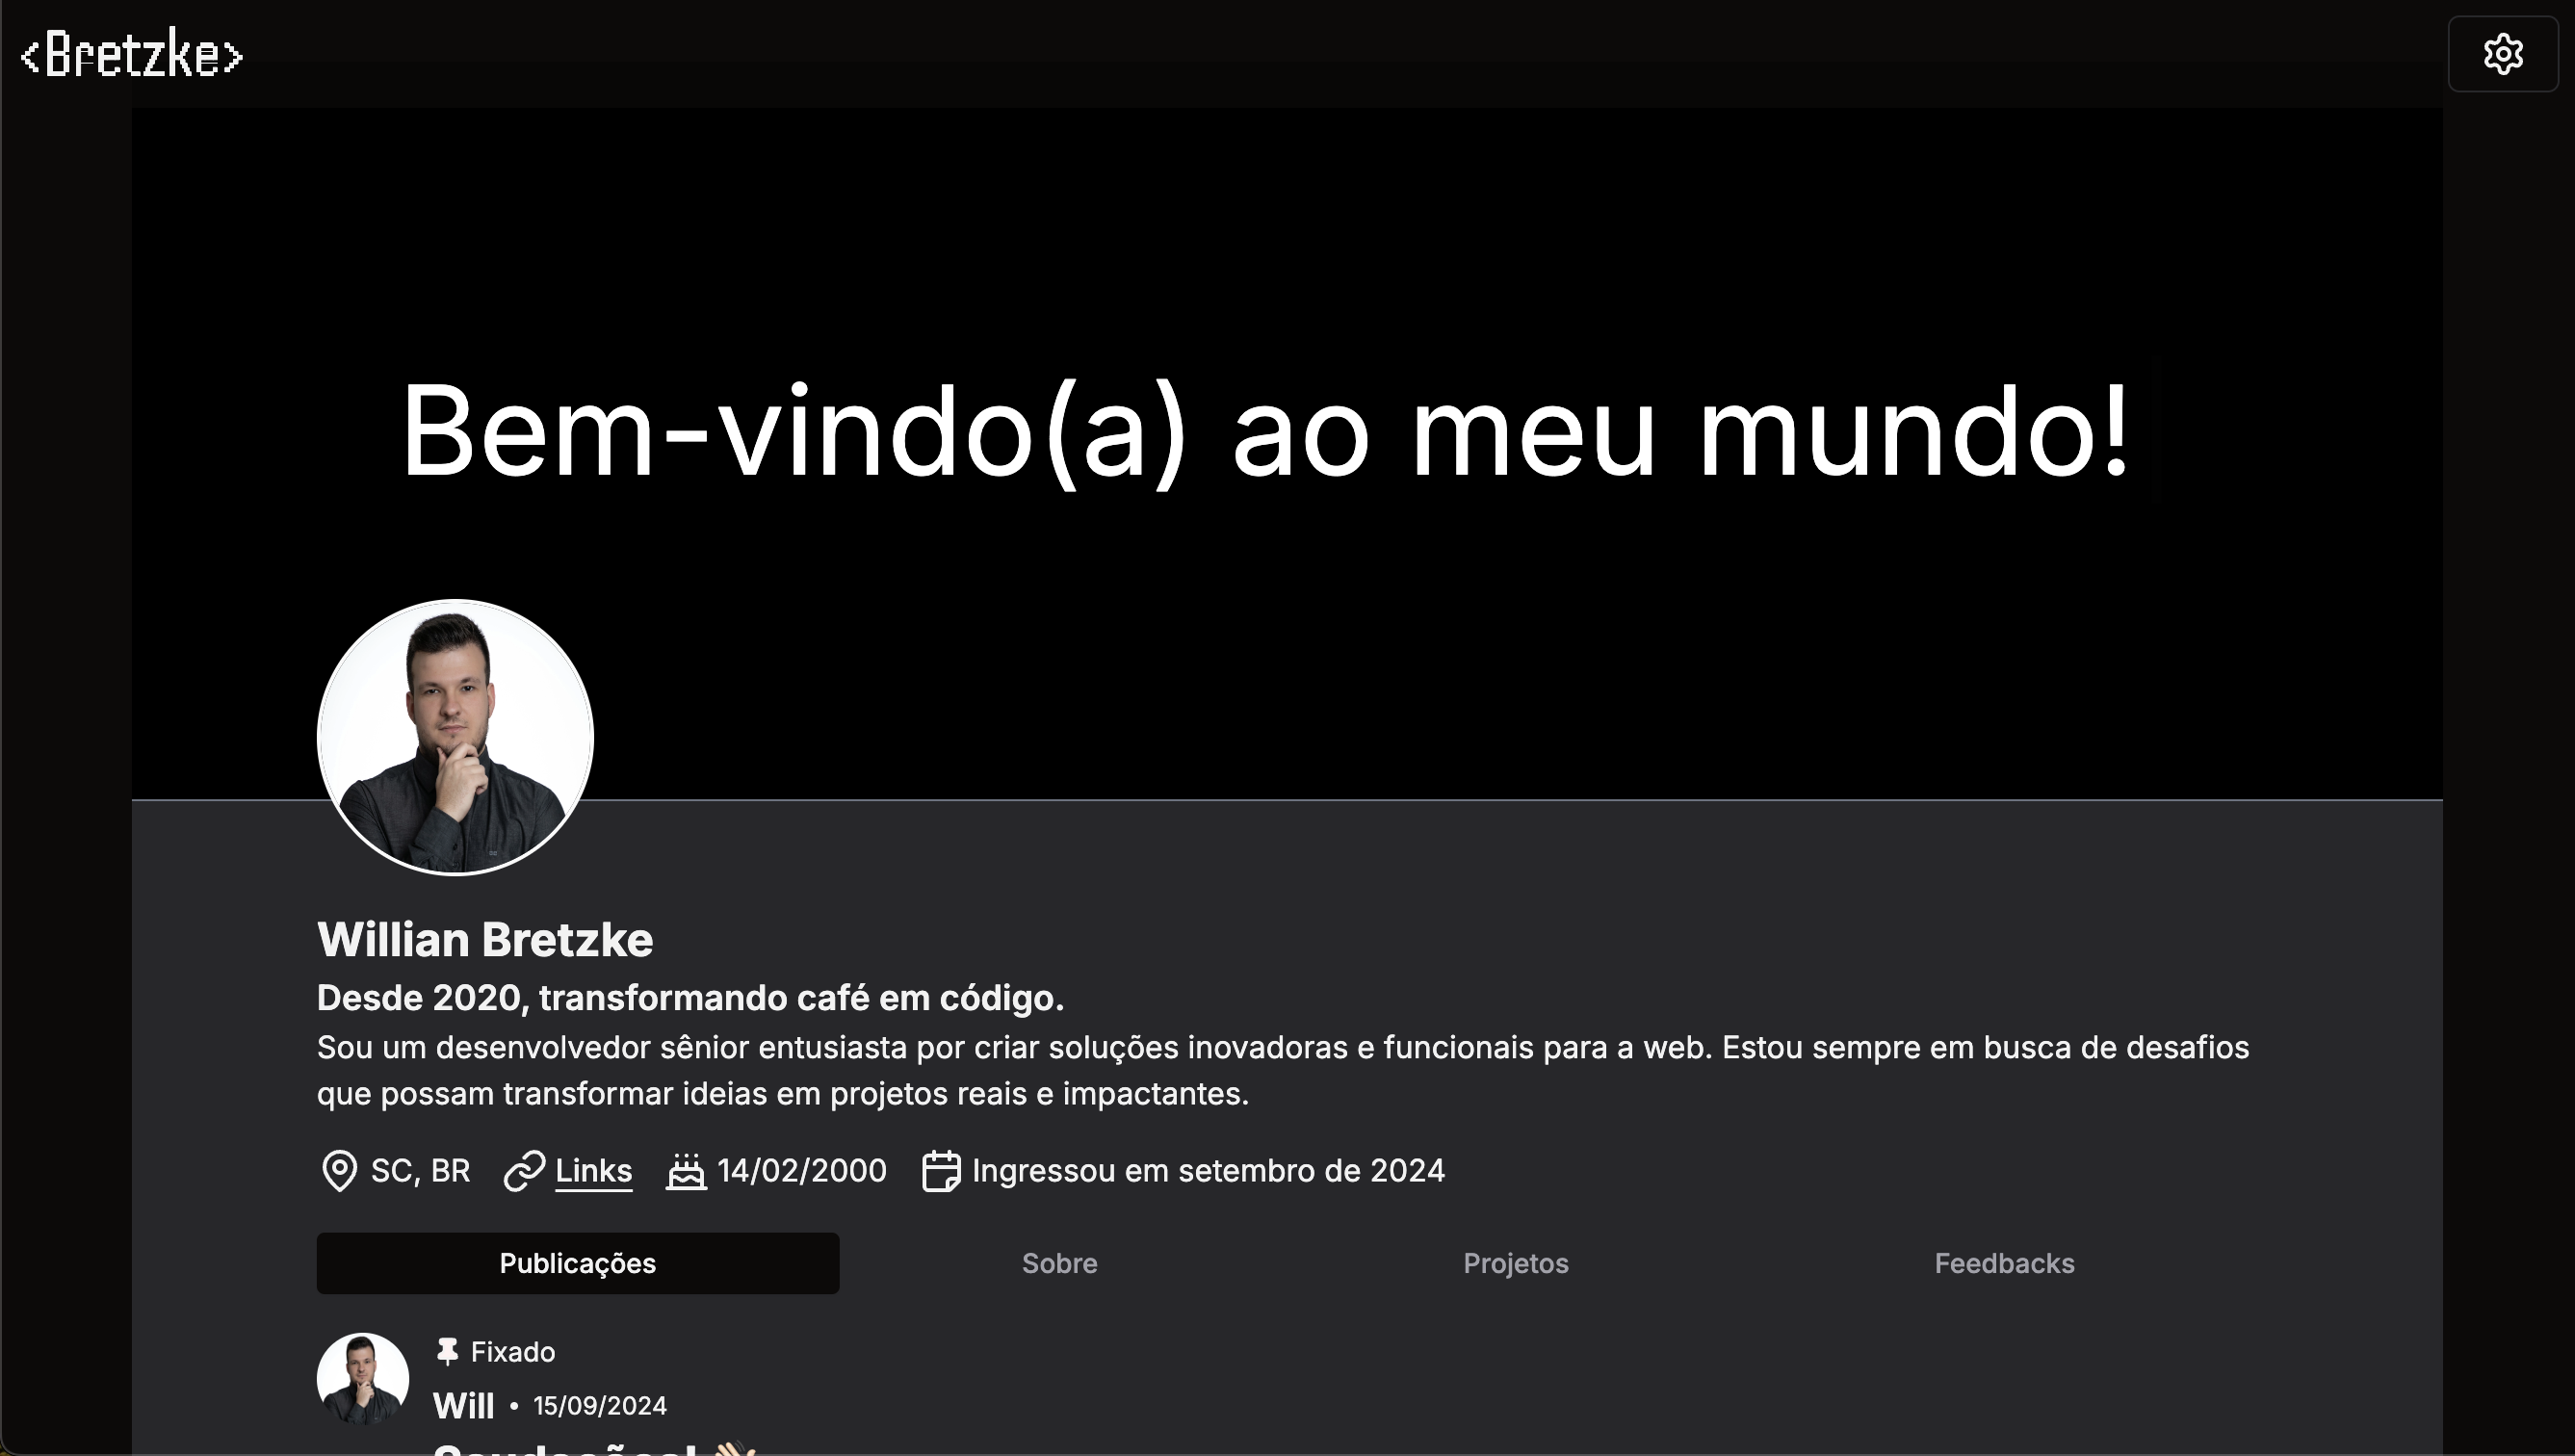 <Bretzke>
Bem-vindo(a) ao meu mundo!
Willian Bretzke
Desde 2020, transformando café em código.
Sou um desenvolvedor sênior entusiasta por criar soluções inovadoras e funcionais para a web. Estou sempre em busca de desafios
que possam transformar ideias em projetos reais e impactantes.
SC, BR Links 14/02/2000 Ingressou em setembro de 2024
Publicações Sobre Projetos Feedbacks
Fixado
Will • 15/09/2024